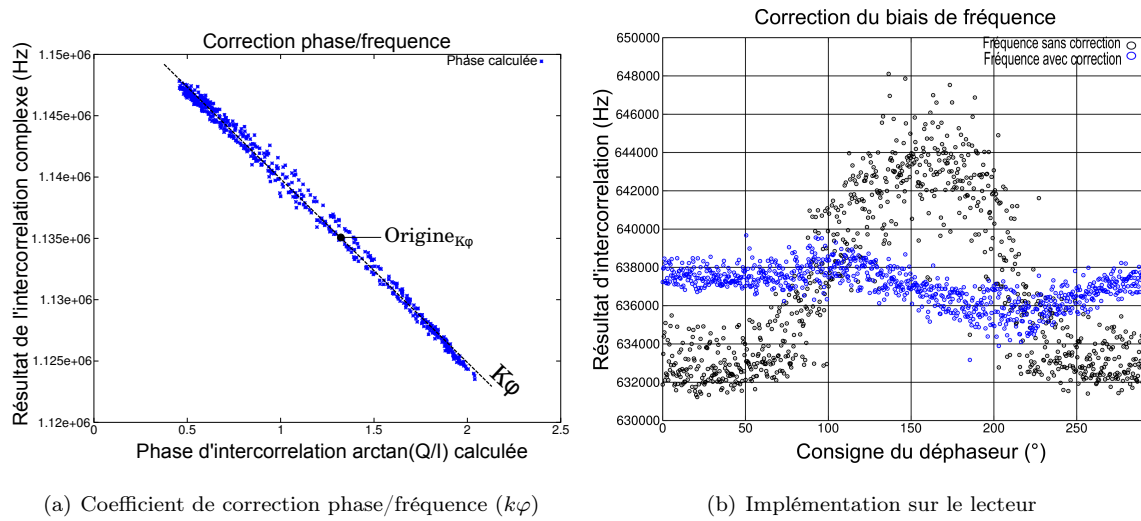 Correction phase/frequence
Résultat de l'intercorrelation complexe (Hz)
1.15e+06
1.145e+06
1.14e+06
1.135e+06
1.13e+06
1.125e+06
1.12e+06
Phase calculée
Origine Kφ
Kφ
0
0.5
1
1.5
2
2.5
Phase d'intercorrelation arctan(Q/I) calculée
(a) Coefficient de correction phase/fréquence (kφ)
Correction du biais de fréquence
Résultat d'intercorrelation (Hz)
650000
648000
646000
644000
642000
640000
638000
636000
634000
632000
630000
Fréquence sans correction
Fréquence avec correction
0
50
100
150
200
250
Consigne du déphaseur (°)
(b) Implémentation sur le lecteur